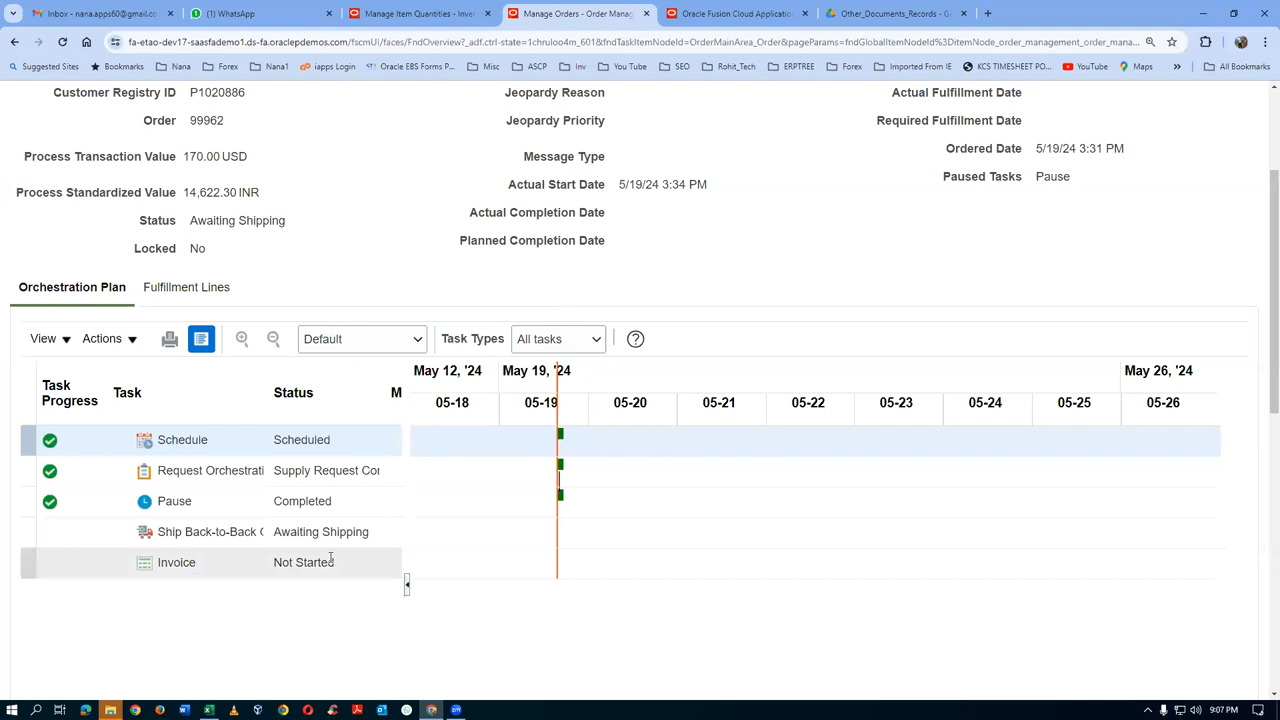 Gmail - nana.apps60@gmail.co
(1) WhatsApp
Manage Item Quantities - Inve
Manage Orders - Order Mana
Oracle Fusion Cloud Application
Other_Documents_Records - Go
fa-etao-dev17-saasfademo1.ds-fa.oraclepdemos.com/fscmUI/faces/FndOverview?_adf.ctrl-state=1chruloo4m_601&fndTaskItemNodeId=OrderMainArea_Order&pageParams=fndGlobalItemNodeId%3DitemNode_order_management_order_mana...
Suggested Sites
Bookmarks
Nana
Forex
Nana1
iapps Login
Oracle EBS Forms P...
Misc
ASCP
Inv
You Tube
SEO
Rohit_Tech
ERPTREE
Forex
Imported From IE
KCS TIMESHEET PO...
YouTube
Maps
»
All Bookmarks
Customer Registry ID P1020886
Jeopardy Reason
Actual Fulfillment Date
Order 99962
Jeopardy Priority
Required Fulfillment Date
Ordered Date 5/19/24 3:31 PM
Process Transaction Value 170.00 USD
Message Type
Paused Tasks Pause
Process Standardized Value 14,622.30 INR
Actual Start Date 5/19/24 3:34 PM
Status Awaiting Shipping
Actual Completion Date
Locked No
Planned Completion Date
Orchestration Plan
Fulfillment Lines
View
Actions
Default
Task Types
All tasks
May 12, '24
May 19, '24
May 26, '24
Task Progress
Task
Status
M
05-18
05-19
05-20
05-21
05-22
05-23
05-24
05-25
05-26
Schedule Scheduled
Request Orchestrati Supply Request Cor
Pause Completed
Ship Back-to-Back Awaiting Shipping
Invoice Not Started
9:07 PM